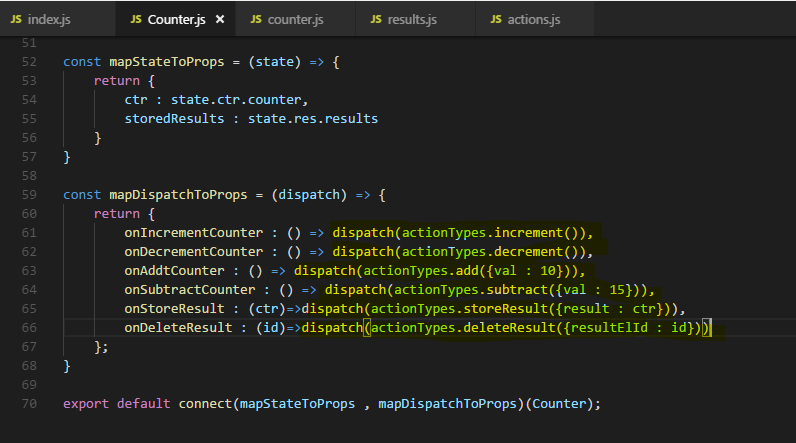 JS index.js JS Counter.js × JS counter.js JS results.js JS actions.js
51
52 const mapStateToProps = (state) => {
53 return {
54 ctr : state.ctr.counter,
55 storedResults : state.res.results
56 }
57 }
58
59 const mapDispatchToProps = (dispatch) => {
60 return {
61 onIncrementCounter : () => dispatch(actionTypes.increment()),
62 onDecrementCounter : () => dispatch(actionTypes.decrement()),
63 onAddtCounter : () => dispatch(actionTypes.add({val : 10})),
64 onSubtractCounter : () => dispatch(actionTypes.subtract({val : 15})),
65 onStoreResult : (ctr)=>dispatch(actionTypes.storeResult({result : ctr})),
66 onDeleteResult : (id)=>dispatch(actionTypes.deleteResult({resultElId : id}))
67 };
68 }
69
70 export default connect(mapStateToProps , mapDispatchToProps)(Counter);